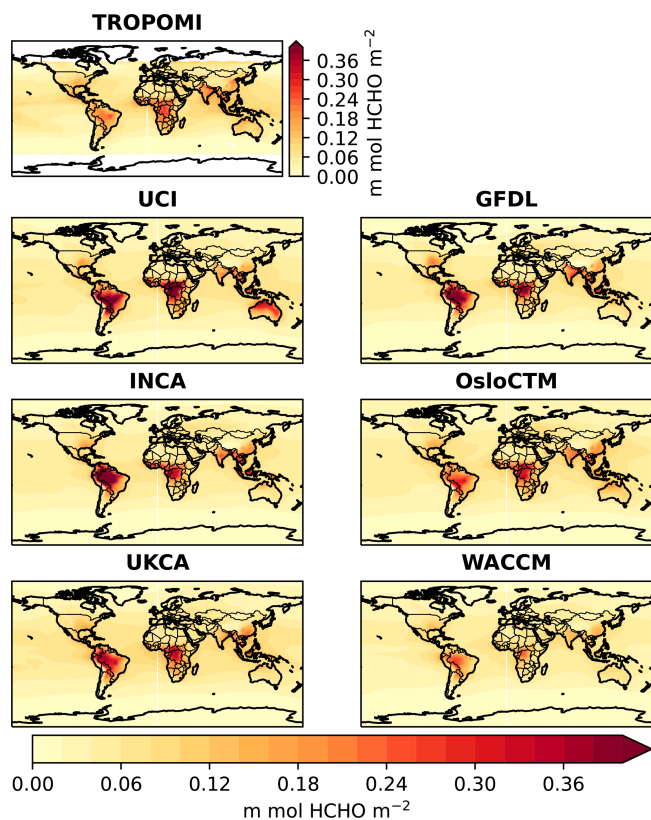 TROPOMI
0.36
0.30
0.24
0.18
0.12
0.06
0.00
m mol HCHO m⁻²
UCI
GFDL
INCA
OsloCTM
UKCA
WACCM
0.00 0.06 0.12 0.18 0.24 0.30 0.36
m mol HCHO m⁻²